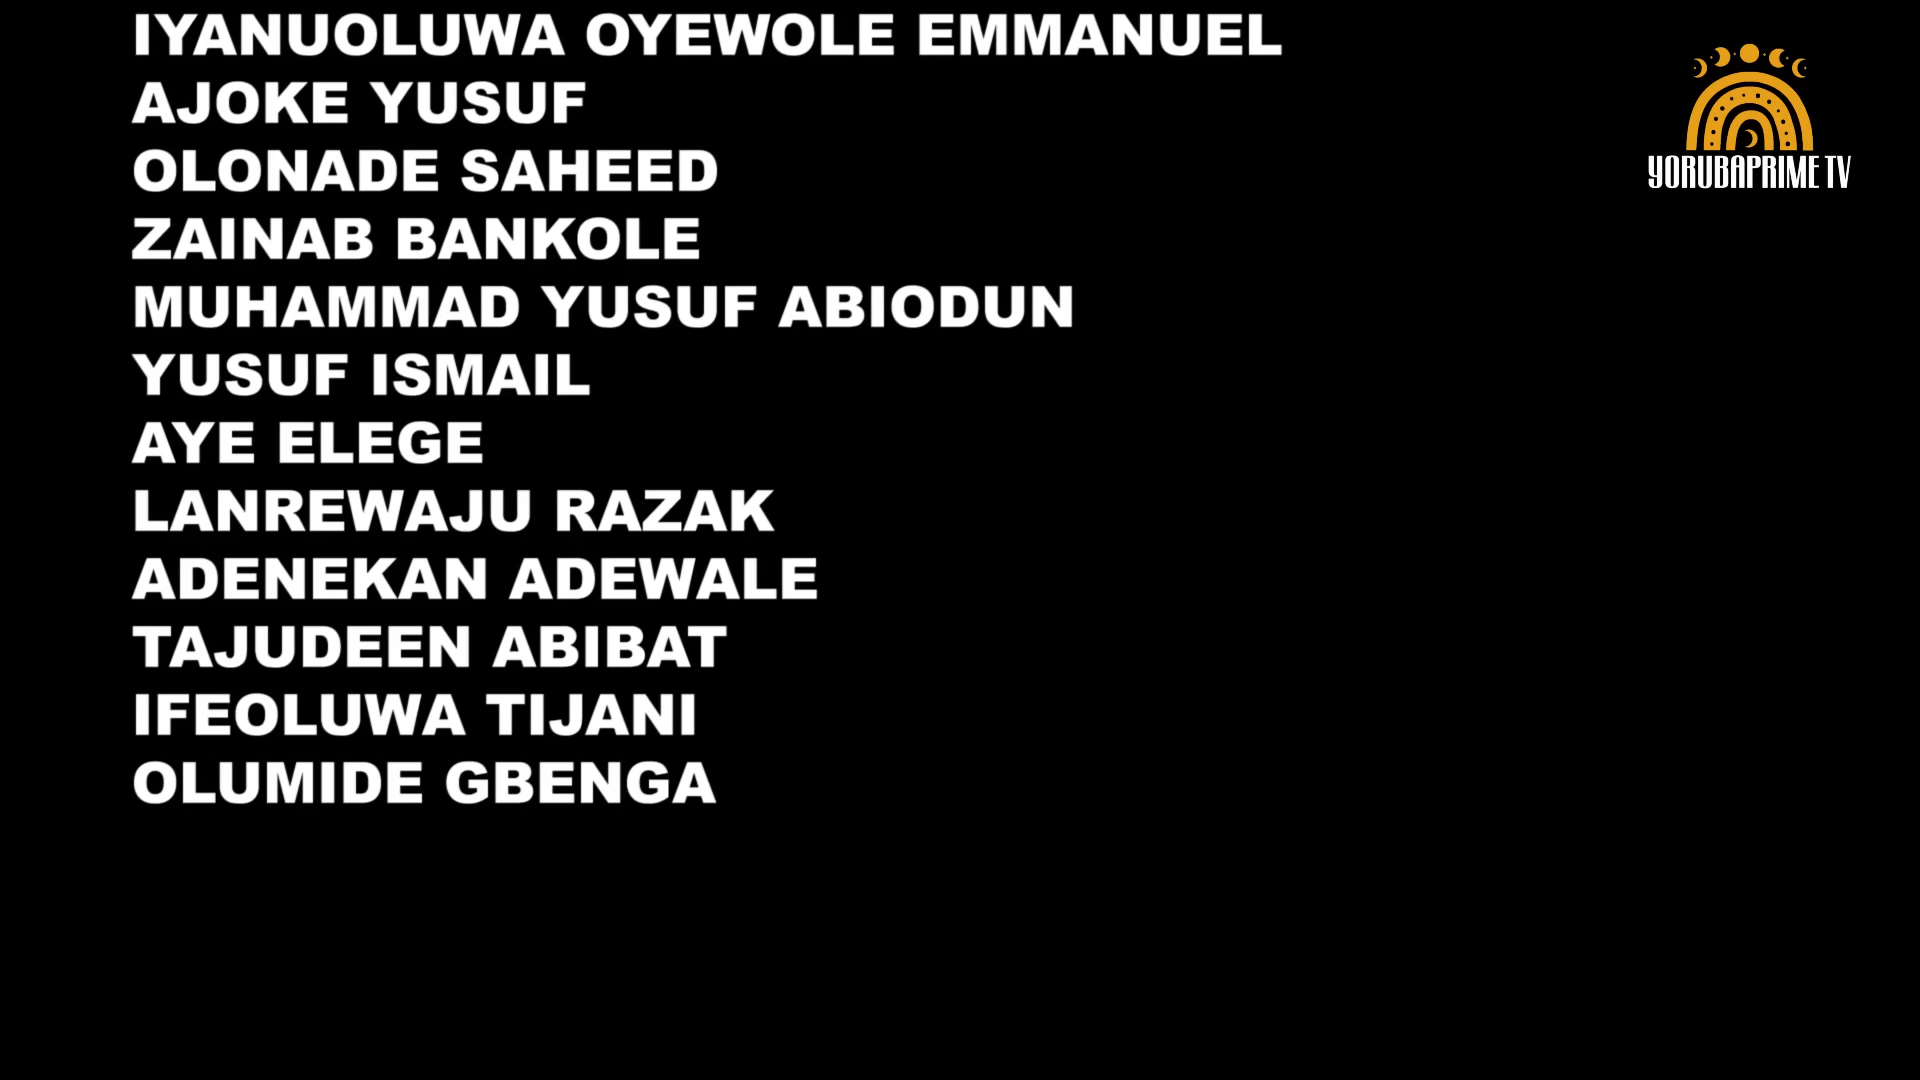 IYANUOLUWA OYEWOLE EMMANUEL
AJOKE YUSUF
OLONADE SAHEED
ZAINAB BANKOLE
MUHAMMAD YUSUF ABIODUN
YUSUF ISMAIL
AYE ELEGE
LANREWAJU RAZAK
ADENEKAN ADEWALE
TAJUDEEN ABIBAT
IFEOLUWA TIJANI
OLUMIDE GBENGA
YORUBAPRIME TV